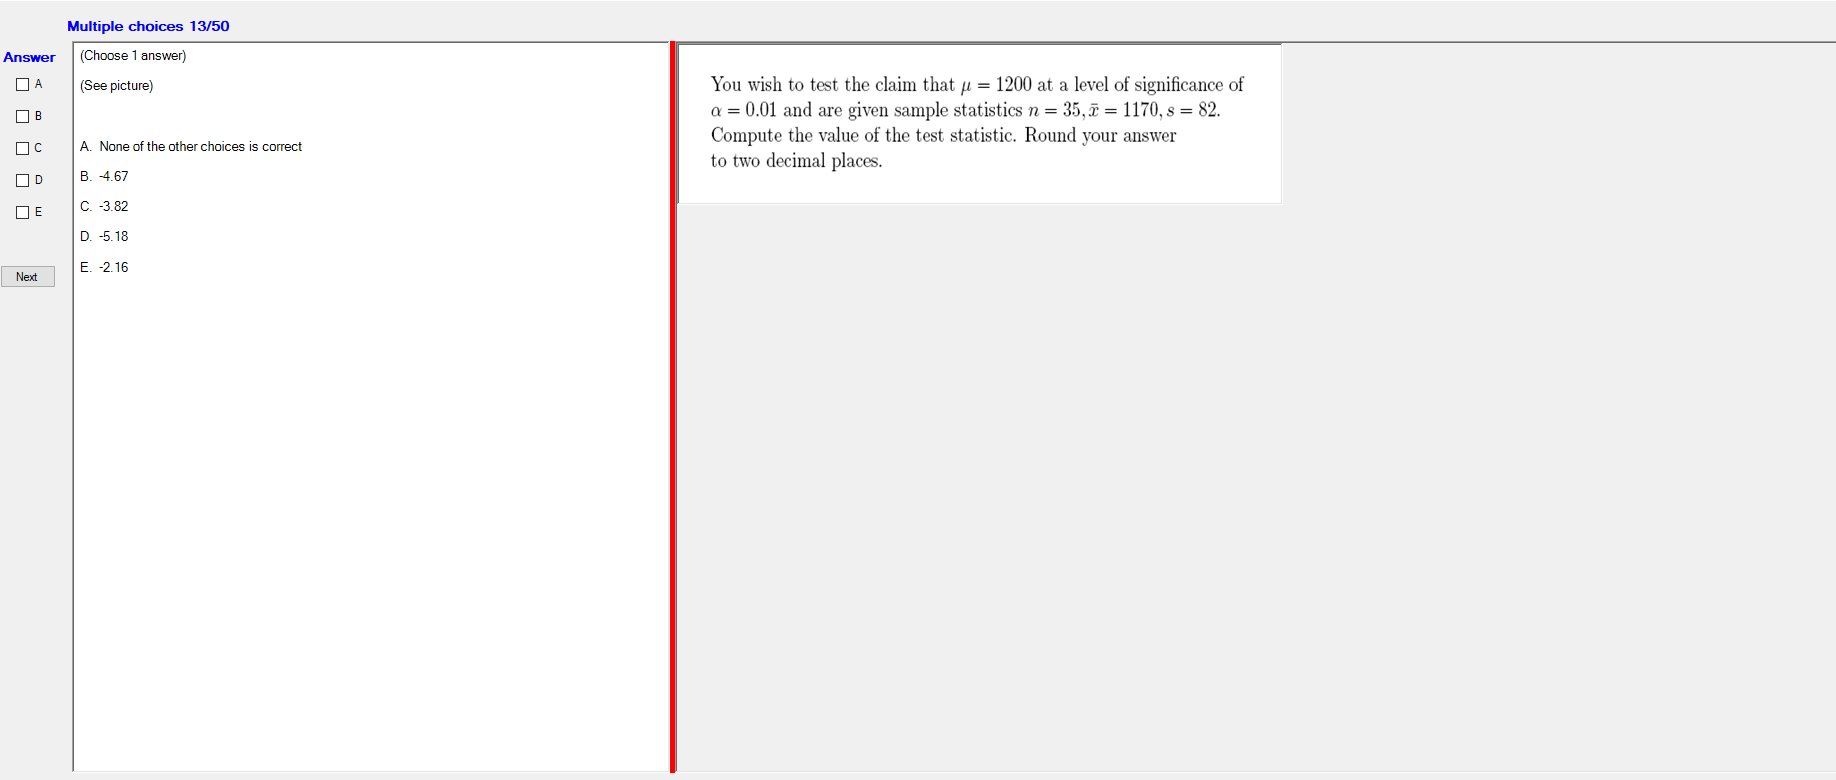 Multiple choices 13/50
Answer
A
B
C
D
E
Next
(Choose 1 answer)
(See picture)
A. None of the other choices is correct
B. -4.67
C. -3.82
D. -5.18
E. -2.16
You wish to test the claim that μ = 1200 at a level of significance of
α = 0.01 and are given sample statistics n = 35, x̄ = 1170, s = 82.
Compute the value of the test statistic. Round your answer
to two decimal places.